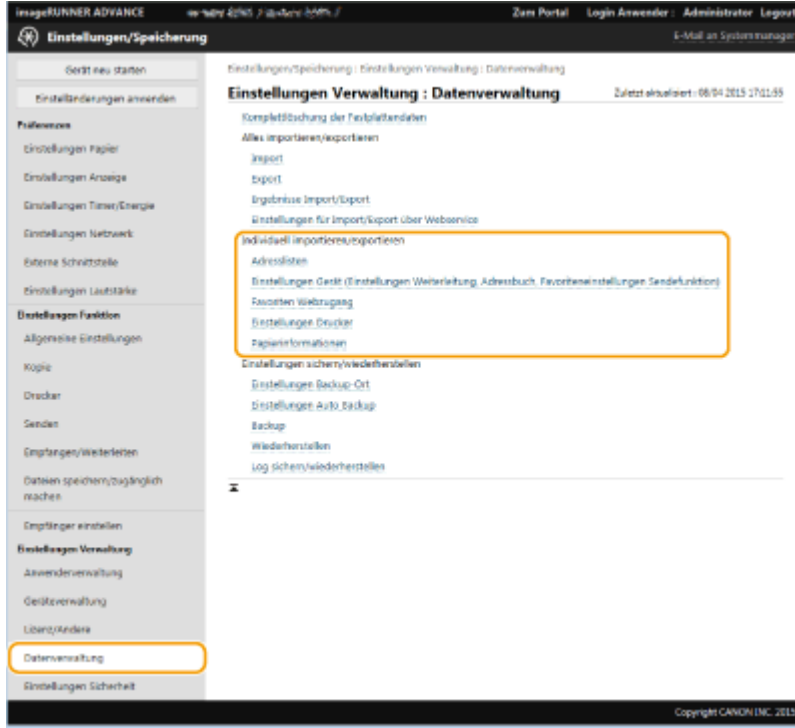 imageRUNNER ADVANCE
Zum Portal Login Anwender : Administrator Logout
Einstellungen/Speicherung
E-Mail an Systemmanager
Gerät neu starten
Einstelländerungen anwenden
Präferenzen
Einstellungen Papier
Einstellungen Anzeige
Einstellungen Timer/Energie
Einstellungen Netzwerk
Externe Schnittstelle
Einstellungen Lautstärke
Einstellungen Funktion
Allgemeine Einstellungen
Kopie
Drucker
Senden
Empfangen/Weiterleiten
Dateien speichern/zugänglich
machen
Empfänger einstellen
Einstellungen Verwaltung
Anwenderverwaltung
Geräteverwaltung
Lizenz/Andere
Datenverwaltung
Einstellungen Sicherheit
Einstellungen/Speicherung : Einstellungen Verwaltung : Datenverwaltung
Einstellungen Verwaltung : Datenverwaltung
Zuletzt aktualisiert : 08/04 2015 17:11:55
Komplettlöschung der Festplattendaten
Alles importieren/exportieren
Import
Export
Ergebnisse Import/Export
Einstellungen für Import/Export über Webservice
Individuell importieren/exportieren
Adresslisten
Einstellungen Gerät (Einstellungen Weiterleitung, Adressbuch, Favoriteneinstellungen Sendefunktion)
Favoriten Webzugang
Einstellungen Drucker
Papierinformationen
Einstellungen sichern/wiederherstellen
Einstellungen Backup-Ort
Einstellungen Auto Backup
Backup
Wiederherstellen
Log sichern/wiederherstellen
Copyright CANON INC. 2015